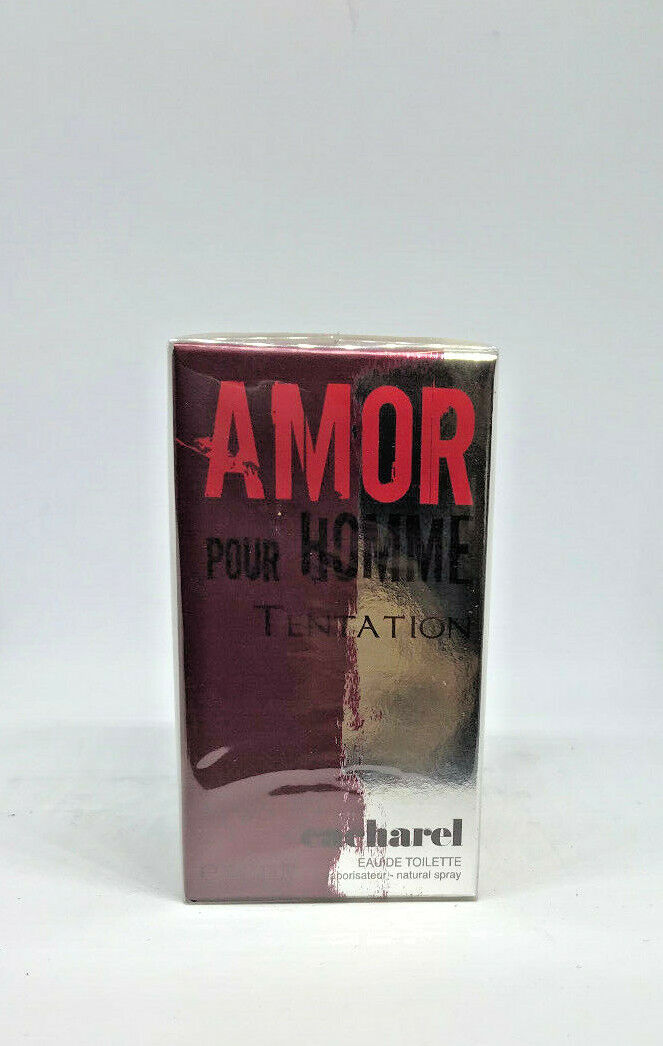 AMOR
POUR HOMME
TENTATION
cacharel
EAU DE TOILETTE
vaporisateur - natural spray